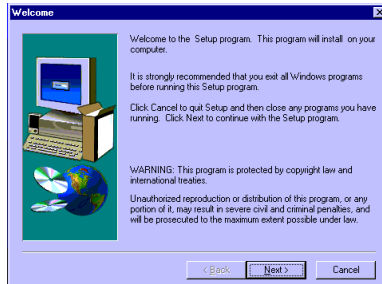 Welcome
Welcome to the Setup program. This program will install on your
computer.
It is strongly recommended that you exit all Windows programs
before running this Setup program.
Click Cancel to quit Setup and then close any programs you have
running. Click Next to continue with the Setup program.
WARNING: This program is protected by copyright law and
international treaties.
Unauthorized reproduction or distribution of this program, or any
portion of it, may result in severe civil and criminal penalties, and
will be prosecuted to the maximum extent possible under law.
< Back
Next >
Cancel